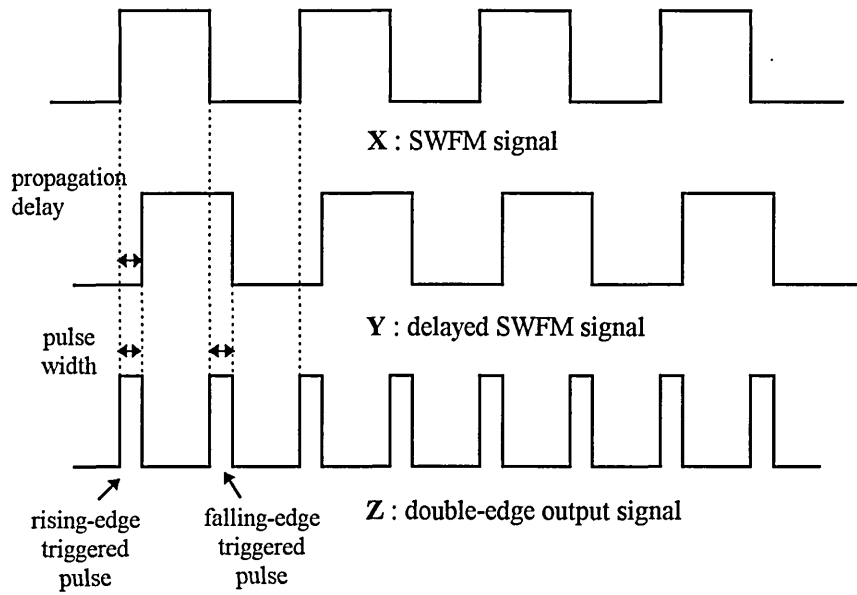 X : SWFM signal
propagation
delay
Y : delayed SWFM signal
pulse
width
Z : double-edge output signal
rising-edge
triggered
pulse
falling-edge
triggered
pulse